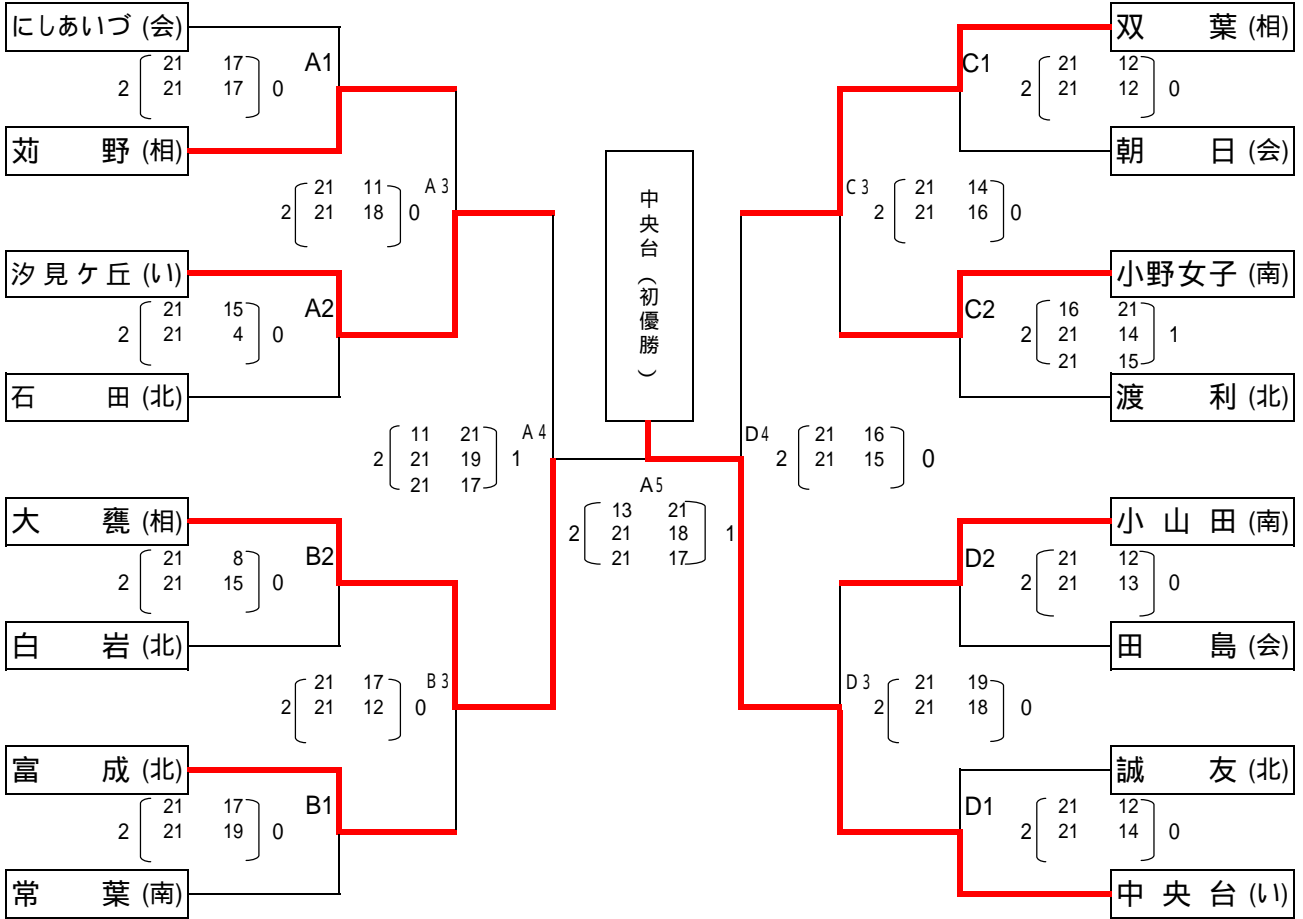 にしあいづ (会)
A1
21 17
2 21 17 0
苅 野 (相)
A3
21 11
2 21 18 0
汐見ケ丘 (い)
A2
21 15
2 21 4 0
石 田 (北)
A4
11 21
2 21 19 1
21 17
大 甕 (相)
B2
21 8
2 21 15 0
白 岩 (北)
B3
21 17
2 21 12 0
富 成 (北)
B1
21 17
2 21 19 0
常 葉 (南)
中央台(初優勝)
A5
13 21
2 21 18 1
21 17
双 葉 (相)
C1
21 12
2 21 12 0
朝 日 (会)
C3
21 14
2 21 16 0
小野女子 (南)
C2
16 21
2 21 14 1
21 15
渡 利 (北)
D4
21 16
2 21 15 0
小 山 田 (南)
D2
21 12
2 21 13 0
田 島 (会)
D3
21 19
2 21 18 0
誠 友 (北)
D1
21 12
2 21 14 0
中 央 台 (い)